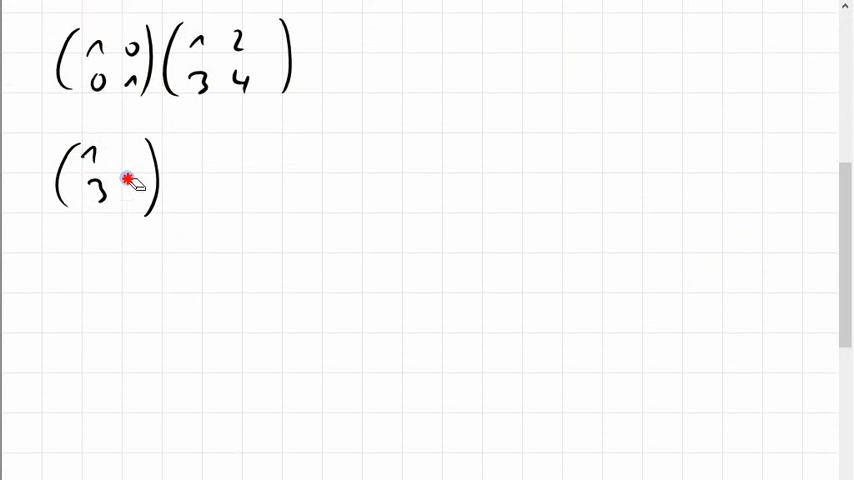 (1 0) (1 2)
(0 1) (3 4)
(1)
(3)